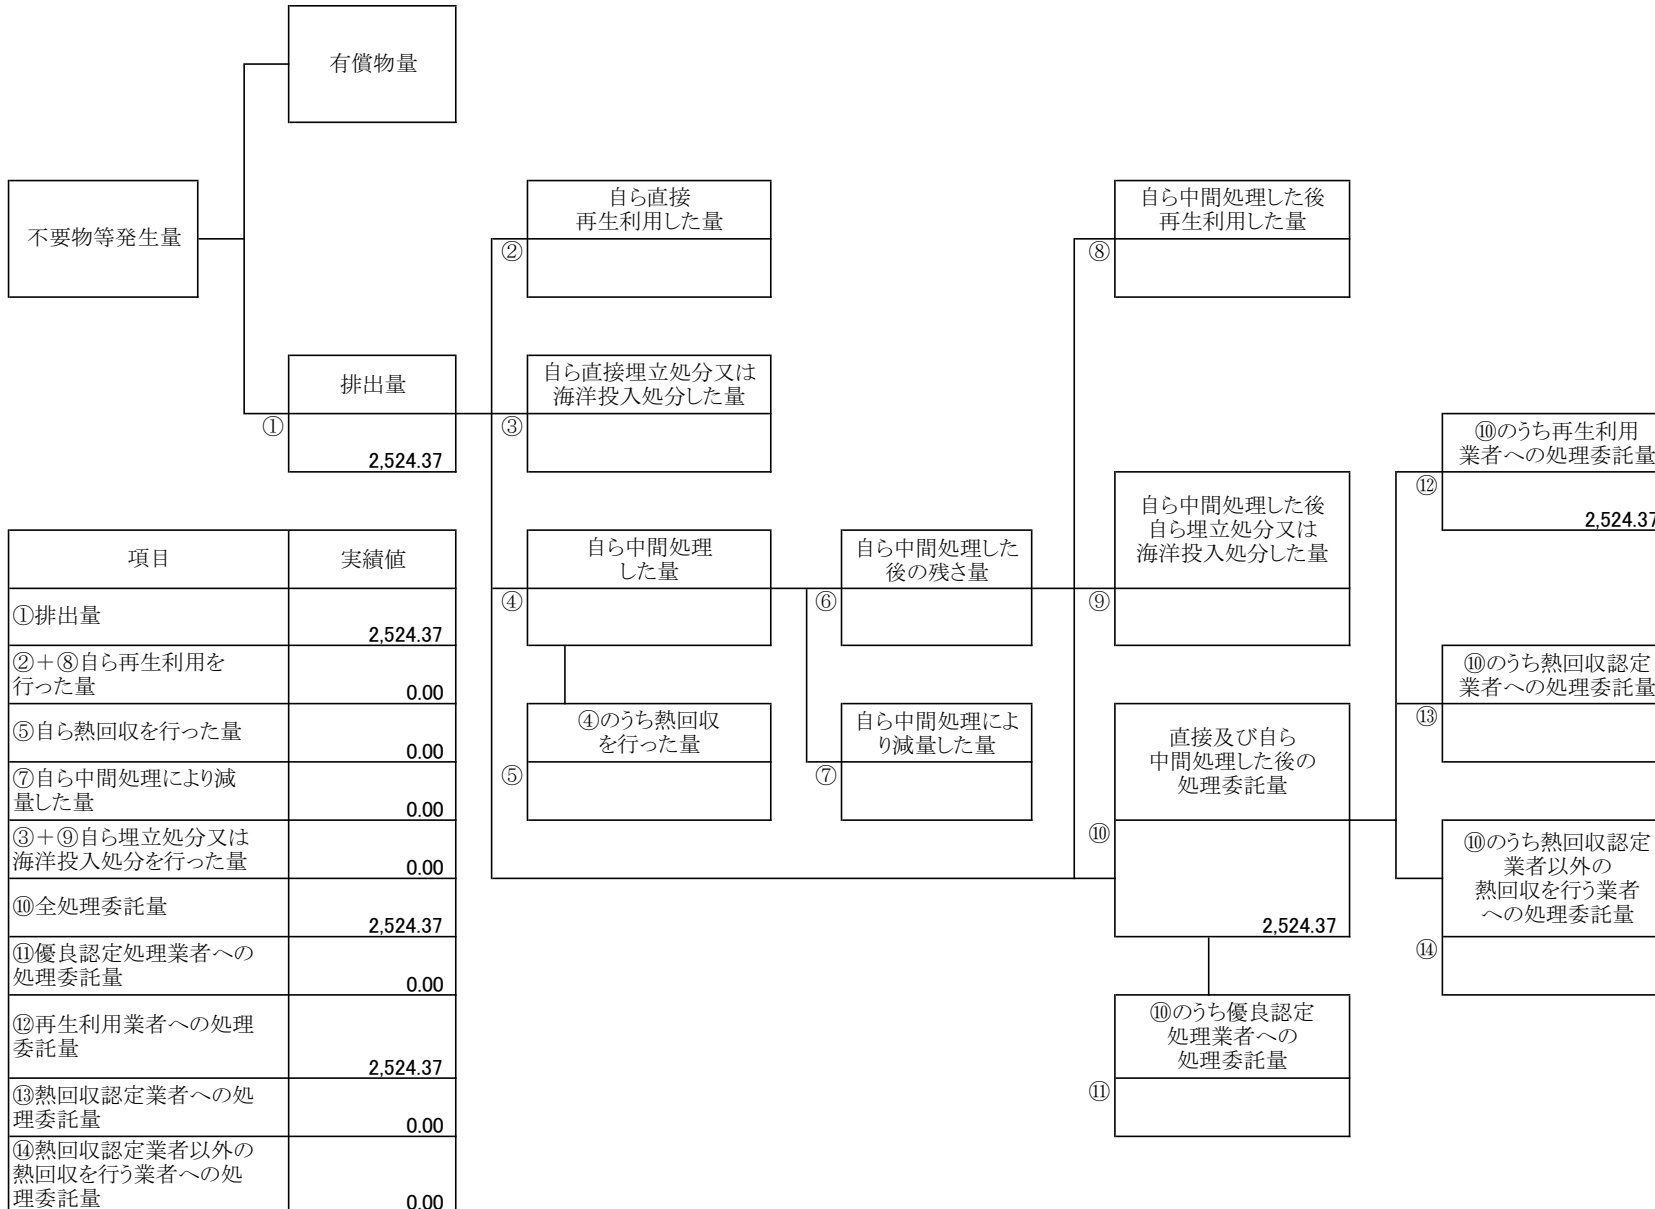 有償物量
不要物等発生量
自ら直接
再生利用した量
②
自ら中間処理した後
再生利用した量
⑧
排出量
①
2,524.37
自ら直接埋立処分又は
海洋投入処分した量
③
⑩のうち再生利用
業者への処理委託量
⑫
2,524.37
自ら中間処理
した量
④
自ら中間処理した
後の残さ量
⑥
自ら中間処理した後
自ら埋立処分又は
海洋投入処分した量
⑨
⑩のうち熱回収認定
業者への処理委託量
⑬
④のうち熱回収
を行った量
⑤
自ら中間処理によ
り減量した量
⑦
直接及び自ら
中間処理した後の
処理委託量
⑩
2,524.37
⑩のうち熱回収認定
業者以外の
熱回収を行う業者
への処理委託量
⑭
⑩のうち優良認定
処理業者への
処理委託量
⑪
項目 実績値
①排出量
2,524.37
②＋⑧自ら再生利用を
行った量 0.00
⑤自ら熱回収を行った量
0.00
⑦自ら中間処理により減
量した量 0.00
③＋⑨自ら埋立処分又は
海洋投入処分を行った量 0.00
⑩全処理委託量
2,524.37
⑪優良認定処理業者への
処理委託量 0.00
⑫再生利用業者への処理
委託量
2,524.37
⑬熱回収認定業者への処
理委託量 0.00
⑭熱回収認定業者以外の
熱回収を行う業者への処
理委託量 0.00